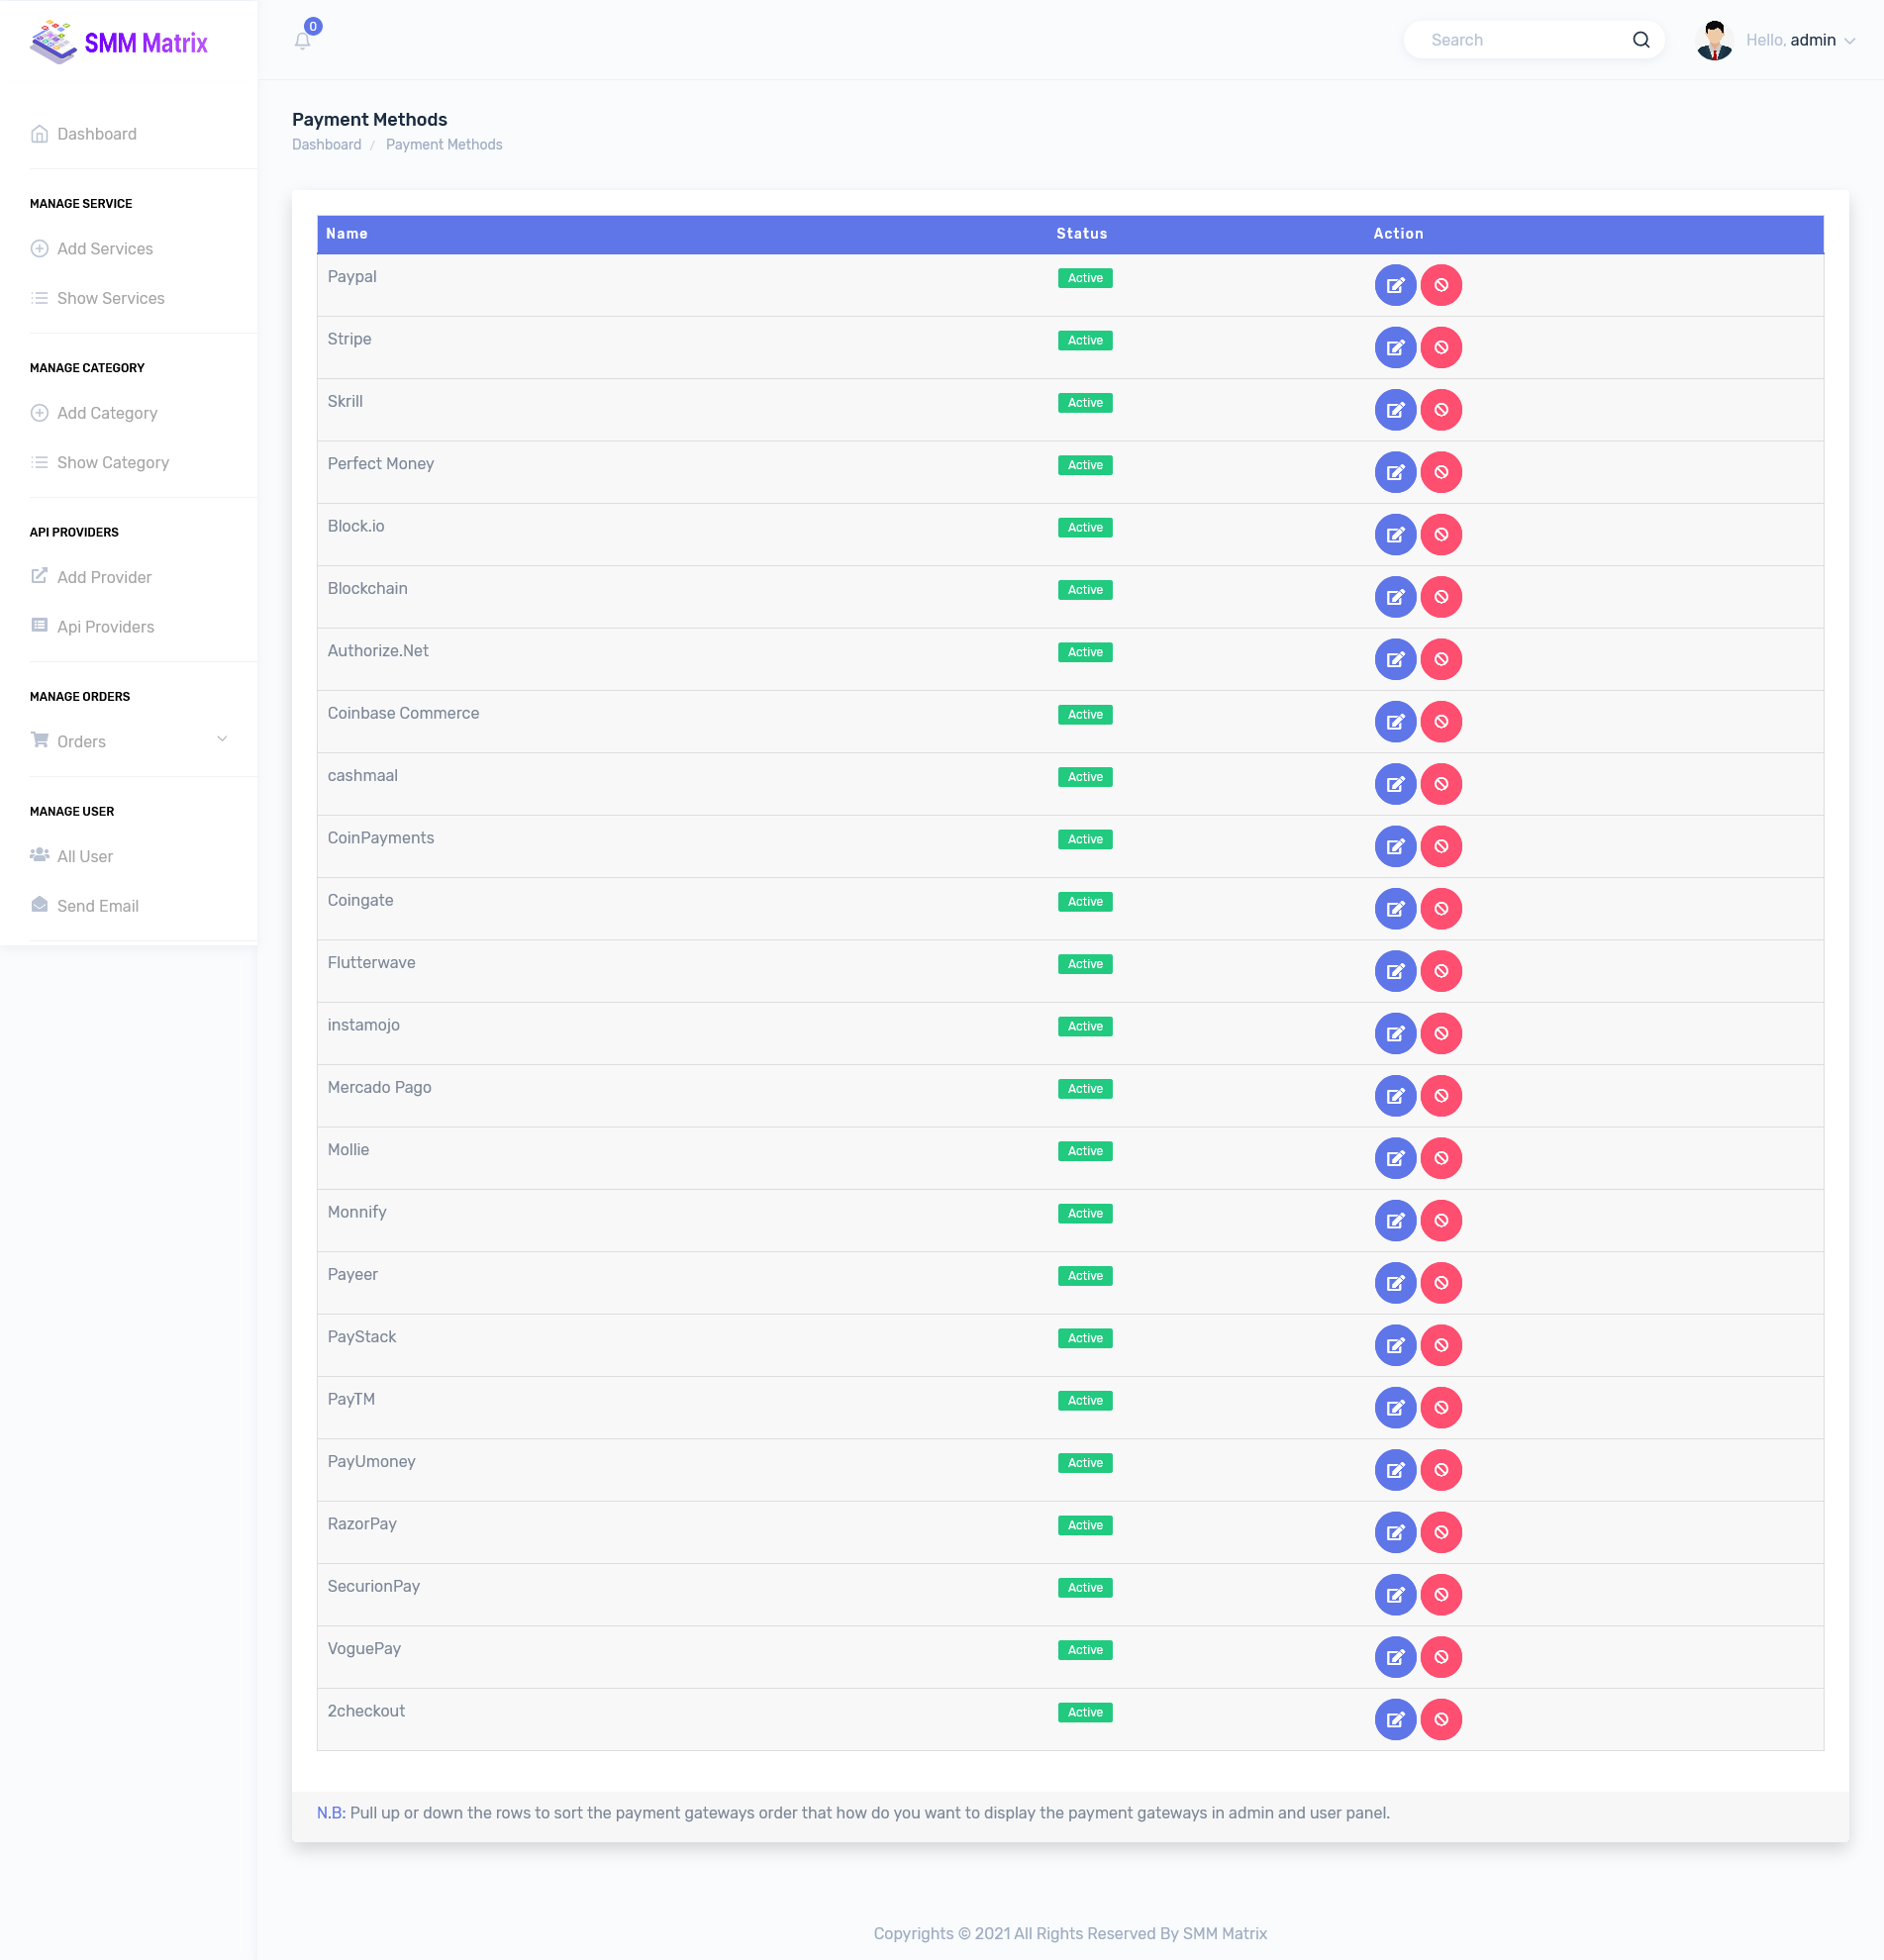 SMM Matrix
0
Search
Hello, admin
Dashboard
MANAGE SERVICE
Add Services
Show Services
MANAGE CATEGORY
Add Category
Show Category
API PROVIDERS
Add Provider
Api Providers
MANAGE ORDERS
Orders
MANAGE USER
All User
Send Email
Payment Methods
Dashboard / Payment Methods
Name Status Action
Paypal Active
Stripe Active
Skrill Active
Perfect Money Active
Block.io Active
Blockchain Active
Authorize.Net Active
Coinbase Commerce Active
cashmaal Active
CoinPayments Active
Coingate Active
Flutterwave Active
instamojo Active
Mercado Pago Active
Mollie Active
Monnify Active
Payeer Active
PayStack Active
PayTM Active
PayUmoney Active
RazorPay Active
SecurionPay Active
VoguePay Active
2checkout Active
N.B: Pull up or down the rows to sort the payment gateways order that how do you want to display the payment gateways in admin and user panel.
Copyrights © 2021 All Rights Reserved By SMM Matrix